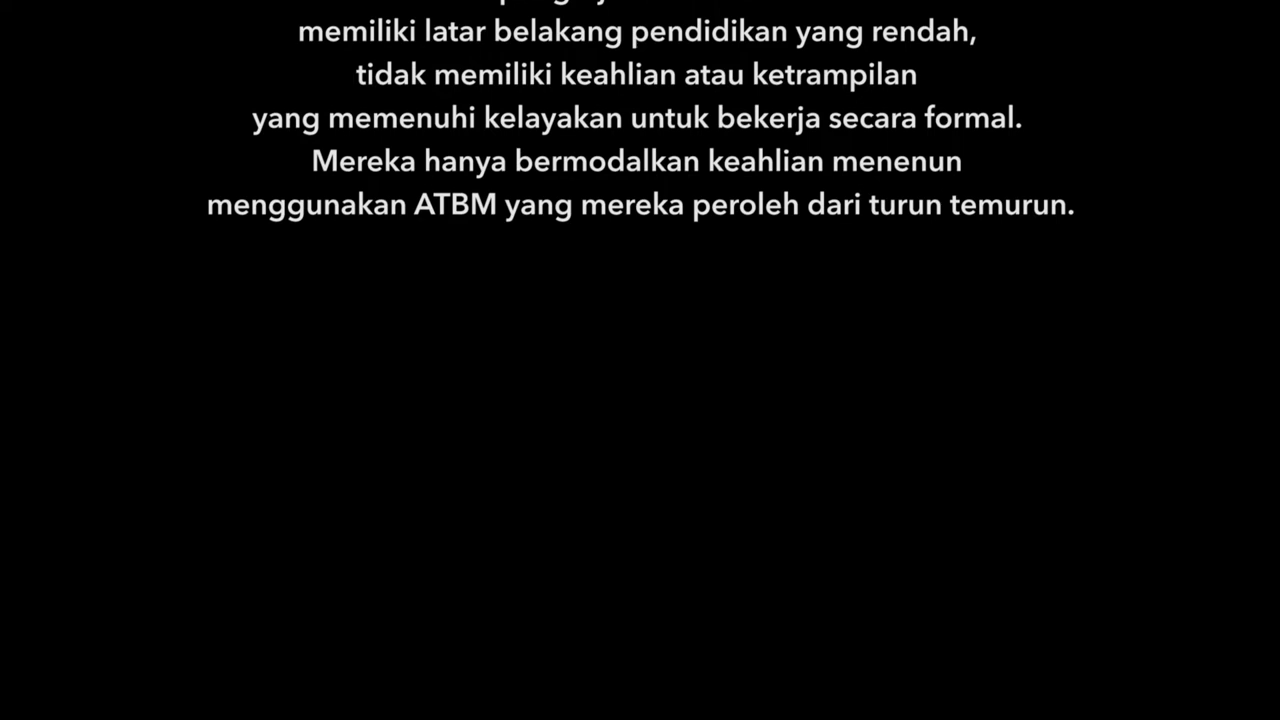 memiliki latar belakang pendidikan yang rendah,
tidak memiliki keahlian atau ketrampilan
yang memenuhi kelayakan untuk bekerja secara formal.
Mereka hanya bermodalkan keahlian menenun
menggunakan ATBM yang mereka peroleh dari turun temurun.